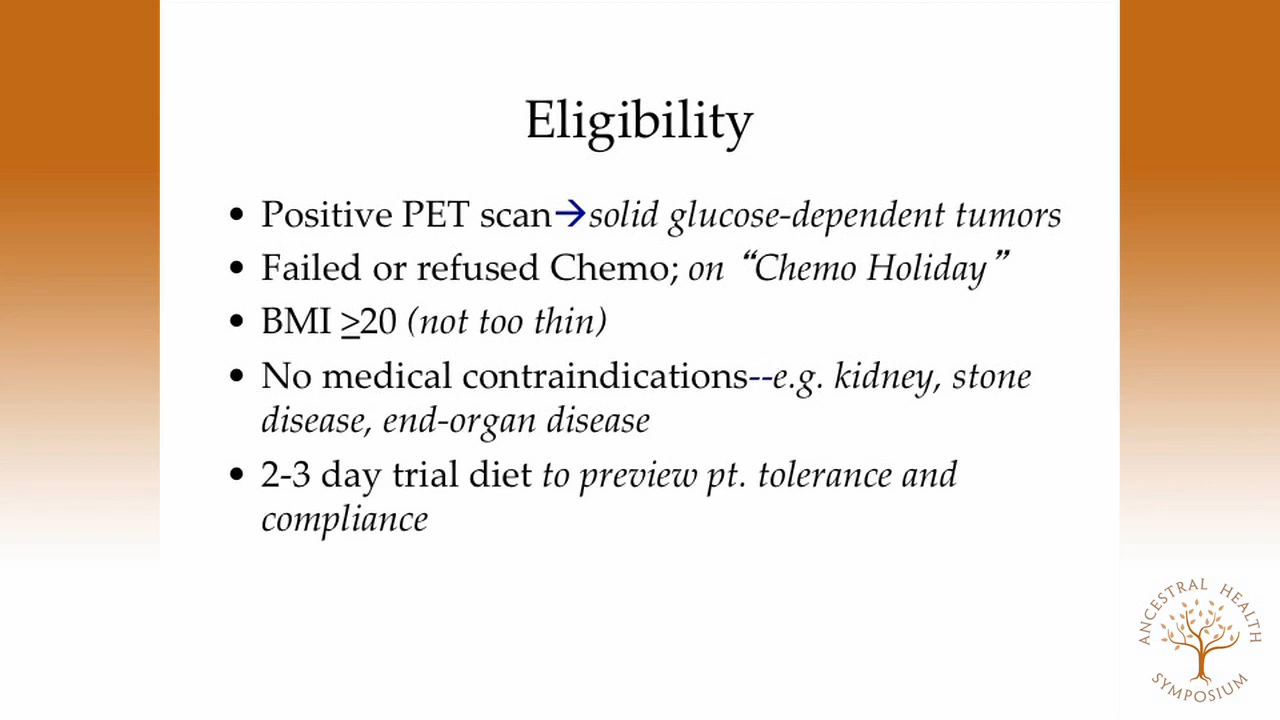 Eligibility
• Positive PET scan→solid glucose-dependent tumors
• Failed or refused Chemo; on “Chemo Holiday”
• BMI ≥20 (not too thin)
• No medical contraindications--e.g. kidney, stone
disease, end-organ disease
• 2-3 day trial diet to preview pt. tolerance and
compliance
ANCESTRAL HEALTH
SYMPOSIUM